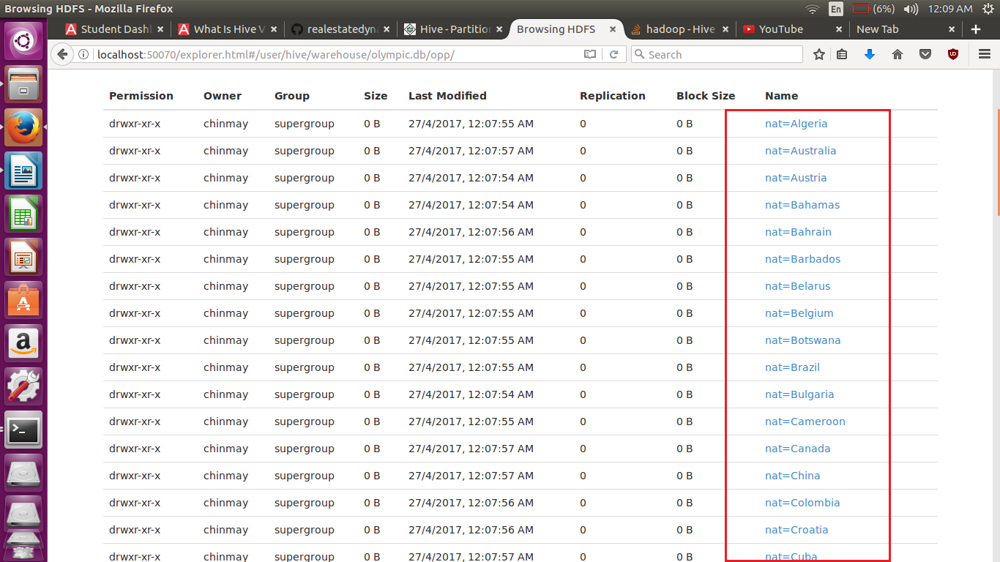 Browsing HDFS - Mozilla Firefox En (6%) 12:09 AM
Student Dash × What Is Hive V × realestatedyna × Hive - Partition × Browsing HDFS × hadoop - Hive × YouTube × New Tab × +
localhost:50070/explorer.html#/user/hive/warehouse/olympic.db/opp/ Search
Permission Owner Group Size Last Modified Replication Block Size Name
drwxr-xr-x chinmay supergroup 0 B 27/4/2017, 12:07:55 AM 0 0 B nat=Algeria
drwxr-xr-x chinmay supergroup 0 B 27/4/2017, 12:07:57 AM 0 0 B nat=Australia
drwxr-xr-x chinmay supergroup 0 B 27/4/2017, 12:07:54 AM 0 0 B nat=Austria
drwxr-xr-x chinmay supergroup 0 B 27/4/2017, 12:07:54 AM 0 0 B nat=Bahamas
drwxr-xr-x chinmay supergroup 0 B 27/4/2017, 12:07:56 AM 0 0 B nat=Bahrain
drwxr-xr-x chinmay supergroup 0 B 27/4/2017, 12:07:55 AM 0 0 B nat=Barbados
drwxr-xr-x chinmay supergroup 0 B 27/4/2017, 12:07:55 AM 0 0 B nat=Belarus
drwxr-xr-x chinmay supergroup 0 B 27/4/2017, 12:07:55 AM 0 0 B nat=Belgium
drwxr-xr-x chinmay supergroup 0 B 27/4/2017, 12:07:55 AM 0 0 B nat=Botswana
drwxr-xr-x chinmay supergroup 0 B 27/4/2017, 12:07:55 AM 0 0 B nat=Brazil
drwxr-xr-x chinmay supergroup 0 B 27/4/2017, 12:07:54 AM 0 0 B nat=Bulgaria
drwxr-xr-x chinmay supergroup 0 B 27/4/2017, 12:07:55 AM 0 0 B nat=Cameroon
drwxr-xr-x chinmay supergroup 0 B 27/4/2017, 12:07:57 AM 0 0 B nat=Canada
drwxr-xr-x chinmay supergroup 0 B 27/4/2017, 12:07:57 AM 0 0 B nat=China
drwxr-xr-x chinmay supergroup 0 B 27/4/2017, 12:07:56 AM 0 0 B nat=Colombia
drwxr-xr-x chinmay supergroup 0 B 27/4/2017, 12:07:56 AM 0 0 B nat=Croatia
drwxr-xr-x chinmay supergroup 0 B 27/4/2017, 12:07:57 AM 0 0 B nat=Cuba